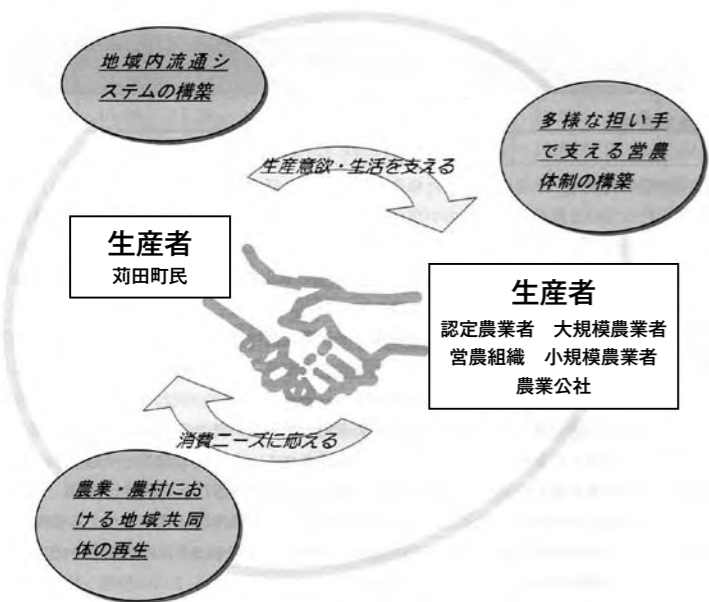 地域内流通シ
ステムの構築
多様な担い手
で支える営農
体制の構築
生産意欲・生活を支える
生産者
苅田町民
生産者
認定農業者　大規模農業者
営農組織　小規模農業者
農業公社
消費ニーズに応える
農業・農村にお
ける地域共同
体の再生